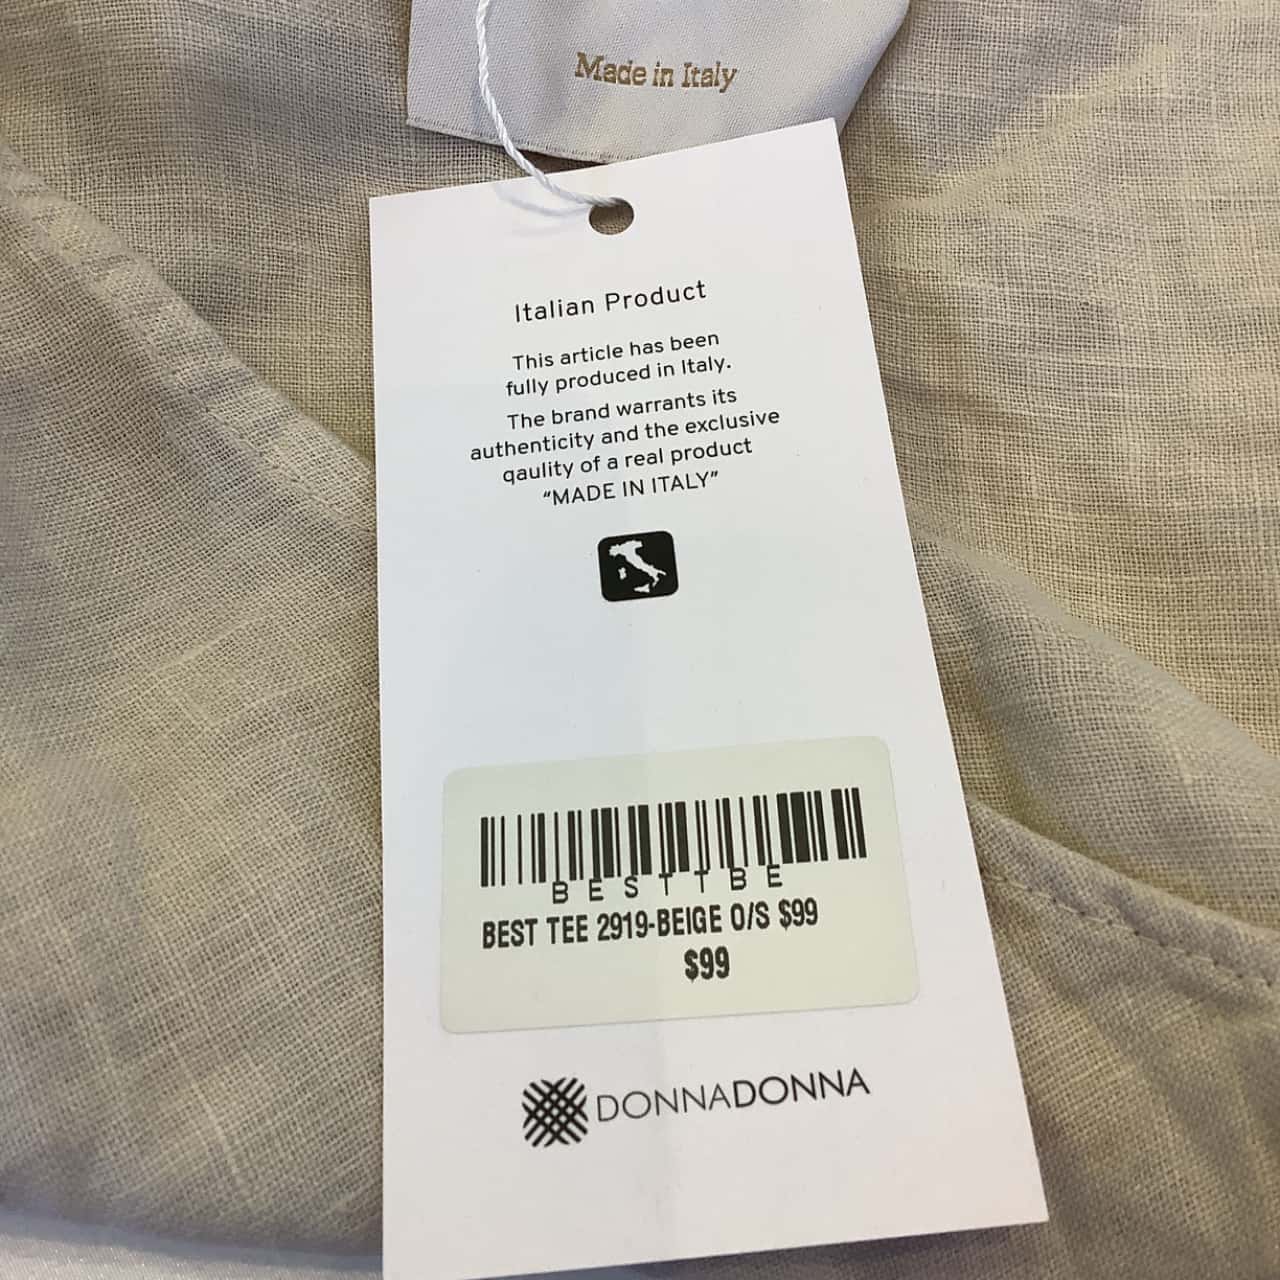 Made in Italy
Italian Product
This article has been
fully produced in Italy.
The brand warrants its
authenticity and the exclusive
qaulity of a real product
“MADE IN ITALY”
BESTTBE
BEST TEE 2919-BEIGE O/S $99
$99
DONNADONNA